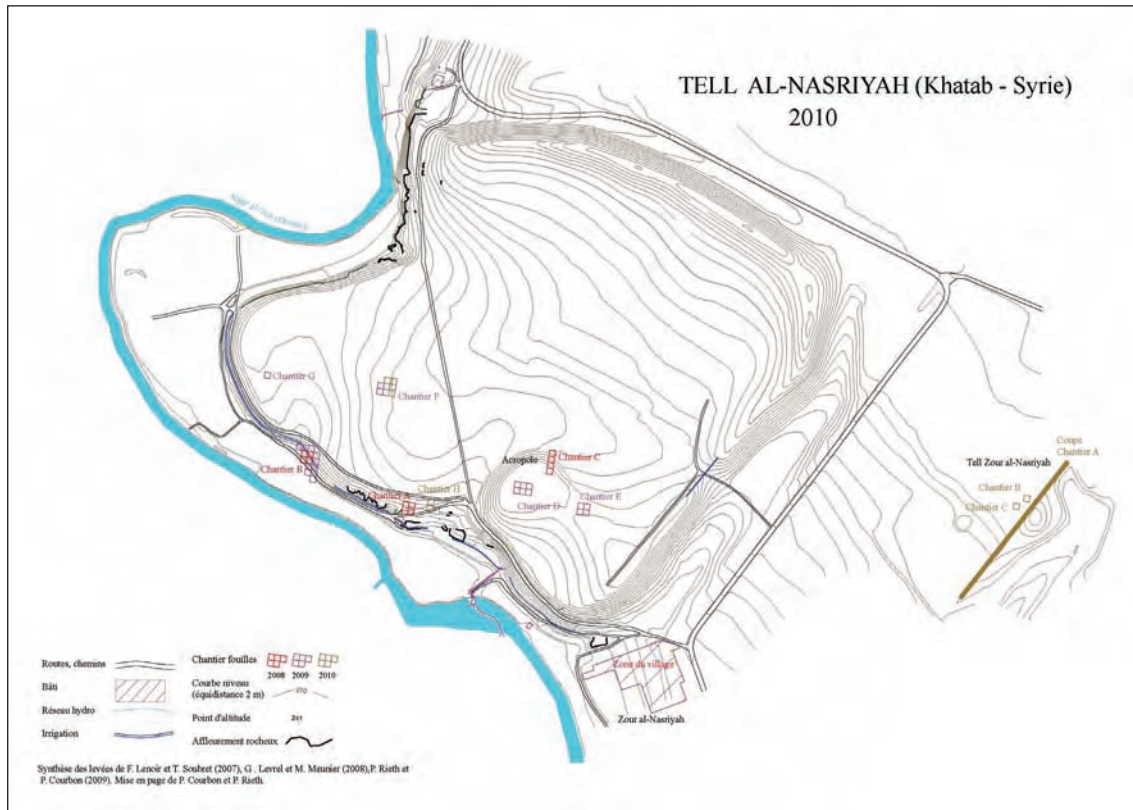 TELL AL-NASRIYAH (Khatab - Syrie)
2010
Chantier G
Chantier F
Acropole
Chantier C
Chantier B
Chantier A
Chantier H
Chantier D
Chantier E
Coupe
Chantier A
Tell Zour al-Nasriyah
Chantier B
Chantier C
Zone du village
Zour al-Nasriyah
Routes, chemins
Bâti
Réseau hydro
Irrigation
Chantier fouilles
2008 2009 2010
Courbe niveau
(équidistance 2 m)
Point d'altitude
Affleurement rocheux
Synthèse des levées de F. Lenoir et T. Soubret (2007), G . Levrel et M. Meunier (2008),P. Rieth et
P. Courbon (2009). Mise en page de P. Courbon et P. Rieth.